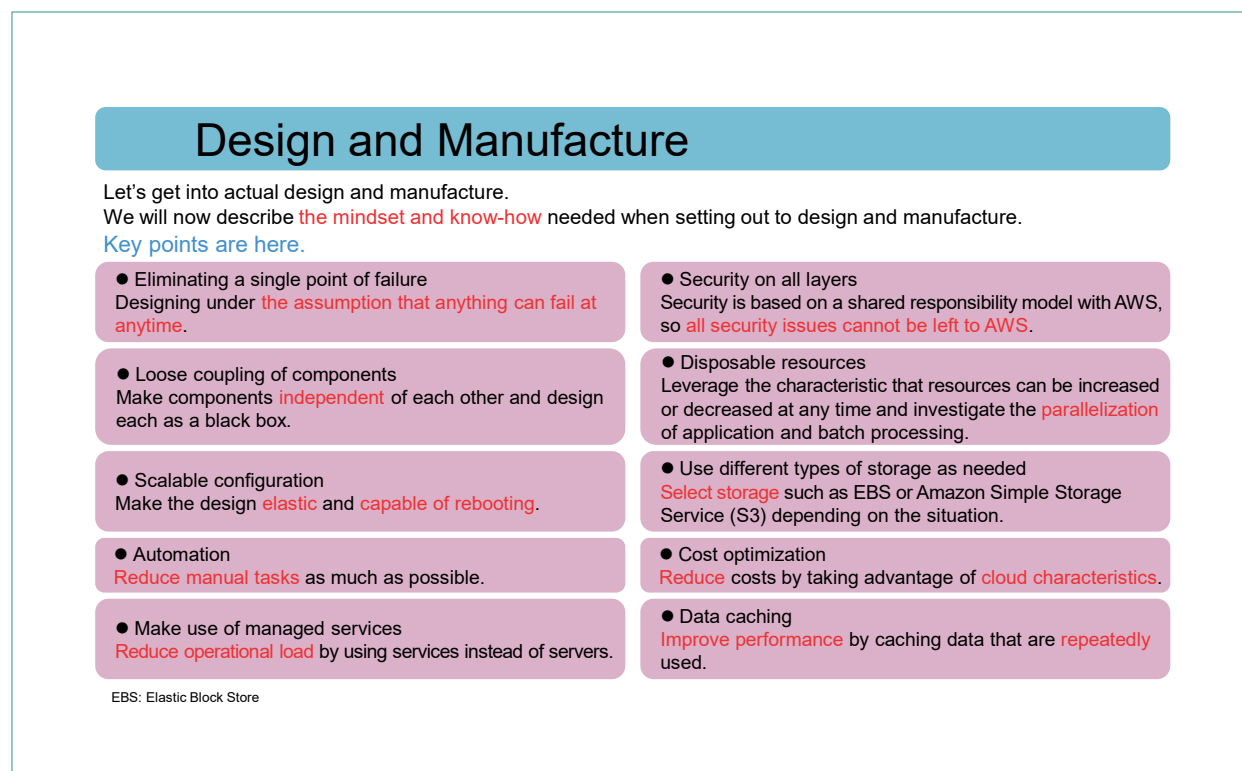 Design and Manufacture
Let’s get into actual design and manufacture.
We will now describe the mindset and know-how needed when setting out to design and manufacture.
Key points are here.
● Eliminating a single point of failure
Designing under the assumption that anything can fail at
anytime.
● Loose coupling of components
Make components independent of each other and design
each as a black box.
● Scalable configuration
Make the design elastic and capable of rebooting.
● Automation
Reduce manual tasks as much as possible.
● Make use of managed services
Reduce operational load by using services instead of servers.
● Security on all layers
Security is based on a shared responsibility model with AWS,
so all security issues cannot be left to AWS.
● Disposable resources
Leverage the characteristic that resources can be increased
or decreased at any time and investigate the parallelization
of application and batch processing.
● Use different types of storage as needed
Select storage such as EBS or Amazon Simple Storage
Service (S3) depending on the situation.
● Cost optimization
Reduce costs by taking advantage of cloud characteristics.
● Data caching
Improve performance by caching data that are repeatedly
used.
EBS: Elastic Block Store